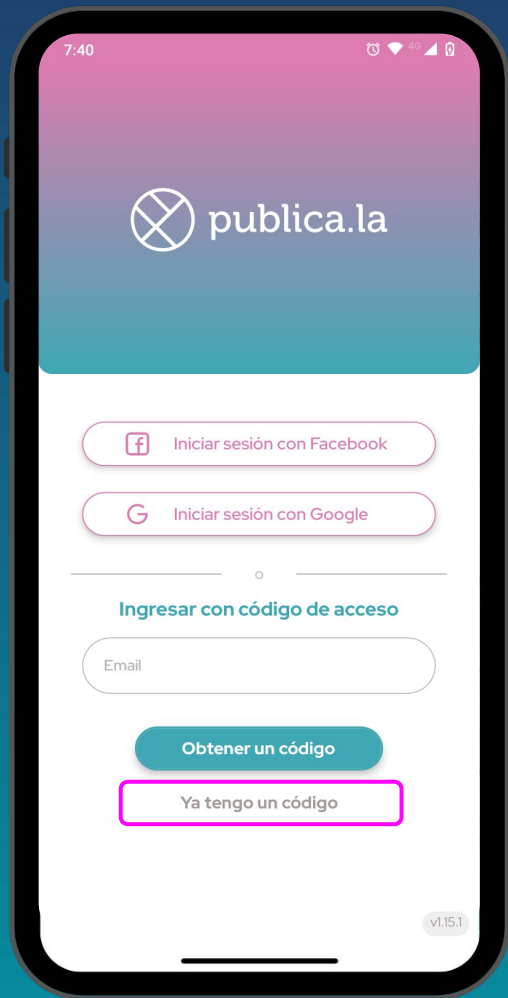 7:40
4G
publica.la
Iniciar sesión con Facebook
Iniciar sesión con Google
o
Ingresar con código de acceso
Email
Obtener un código
Ya tengo un código
v1.15.1